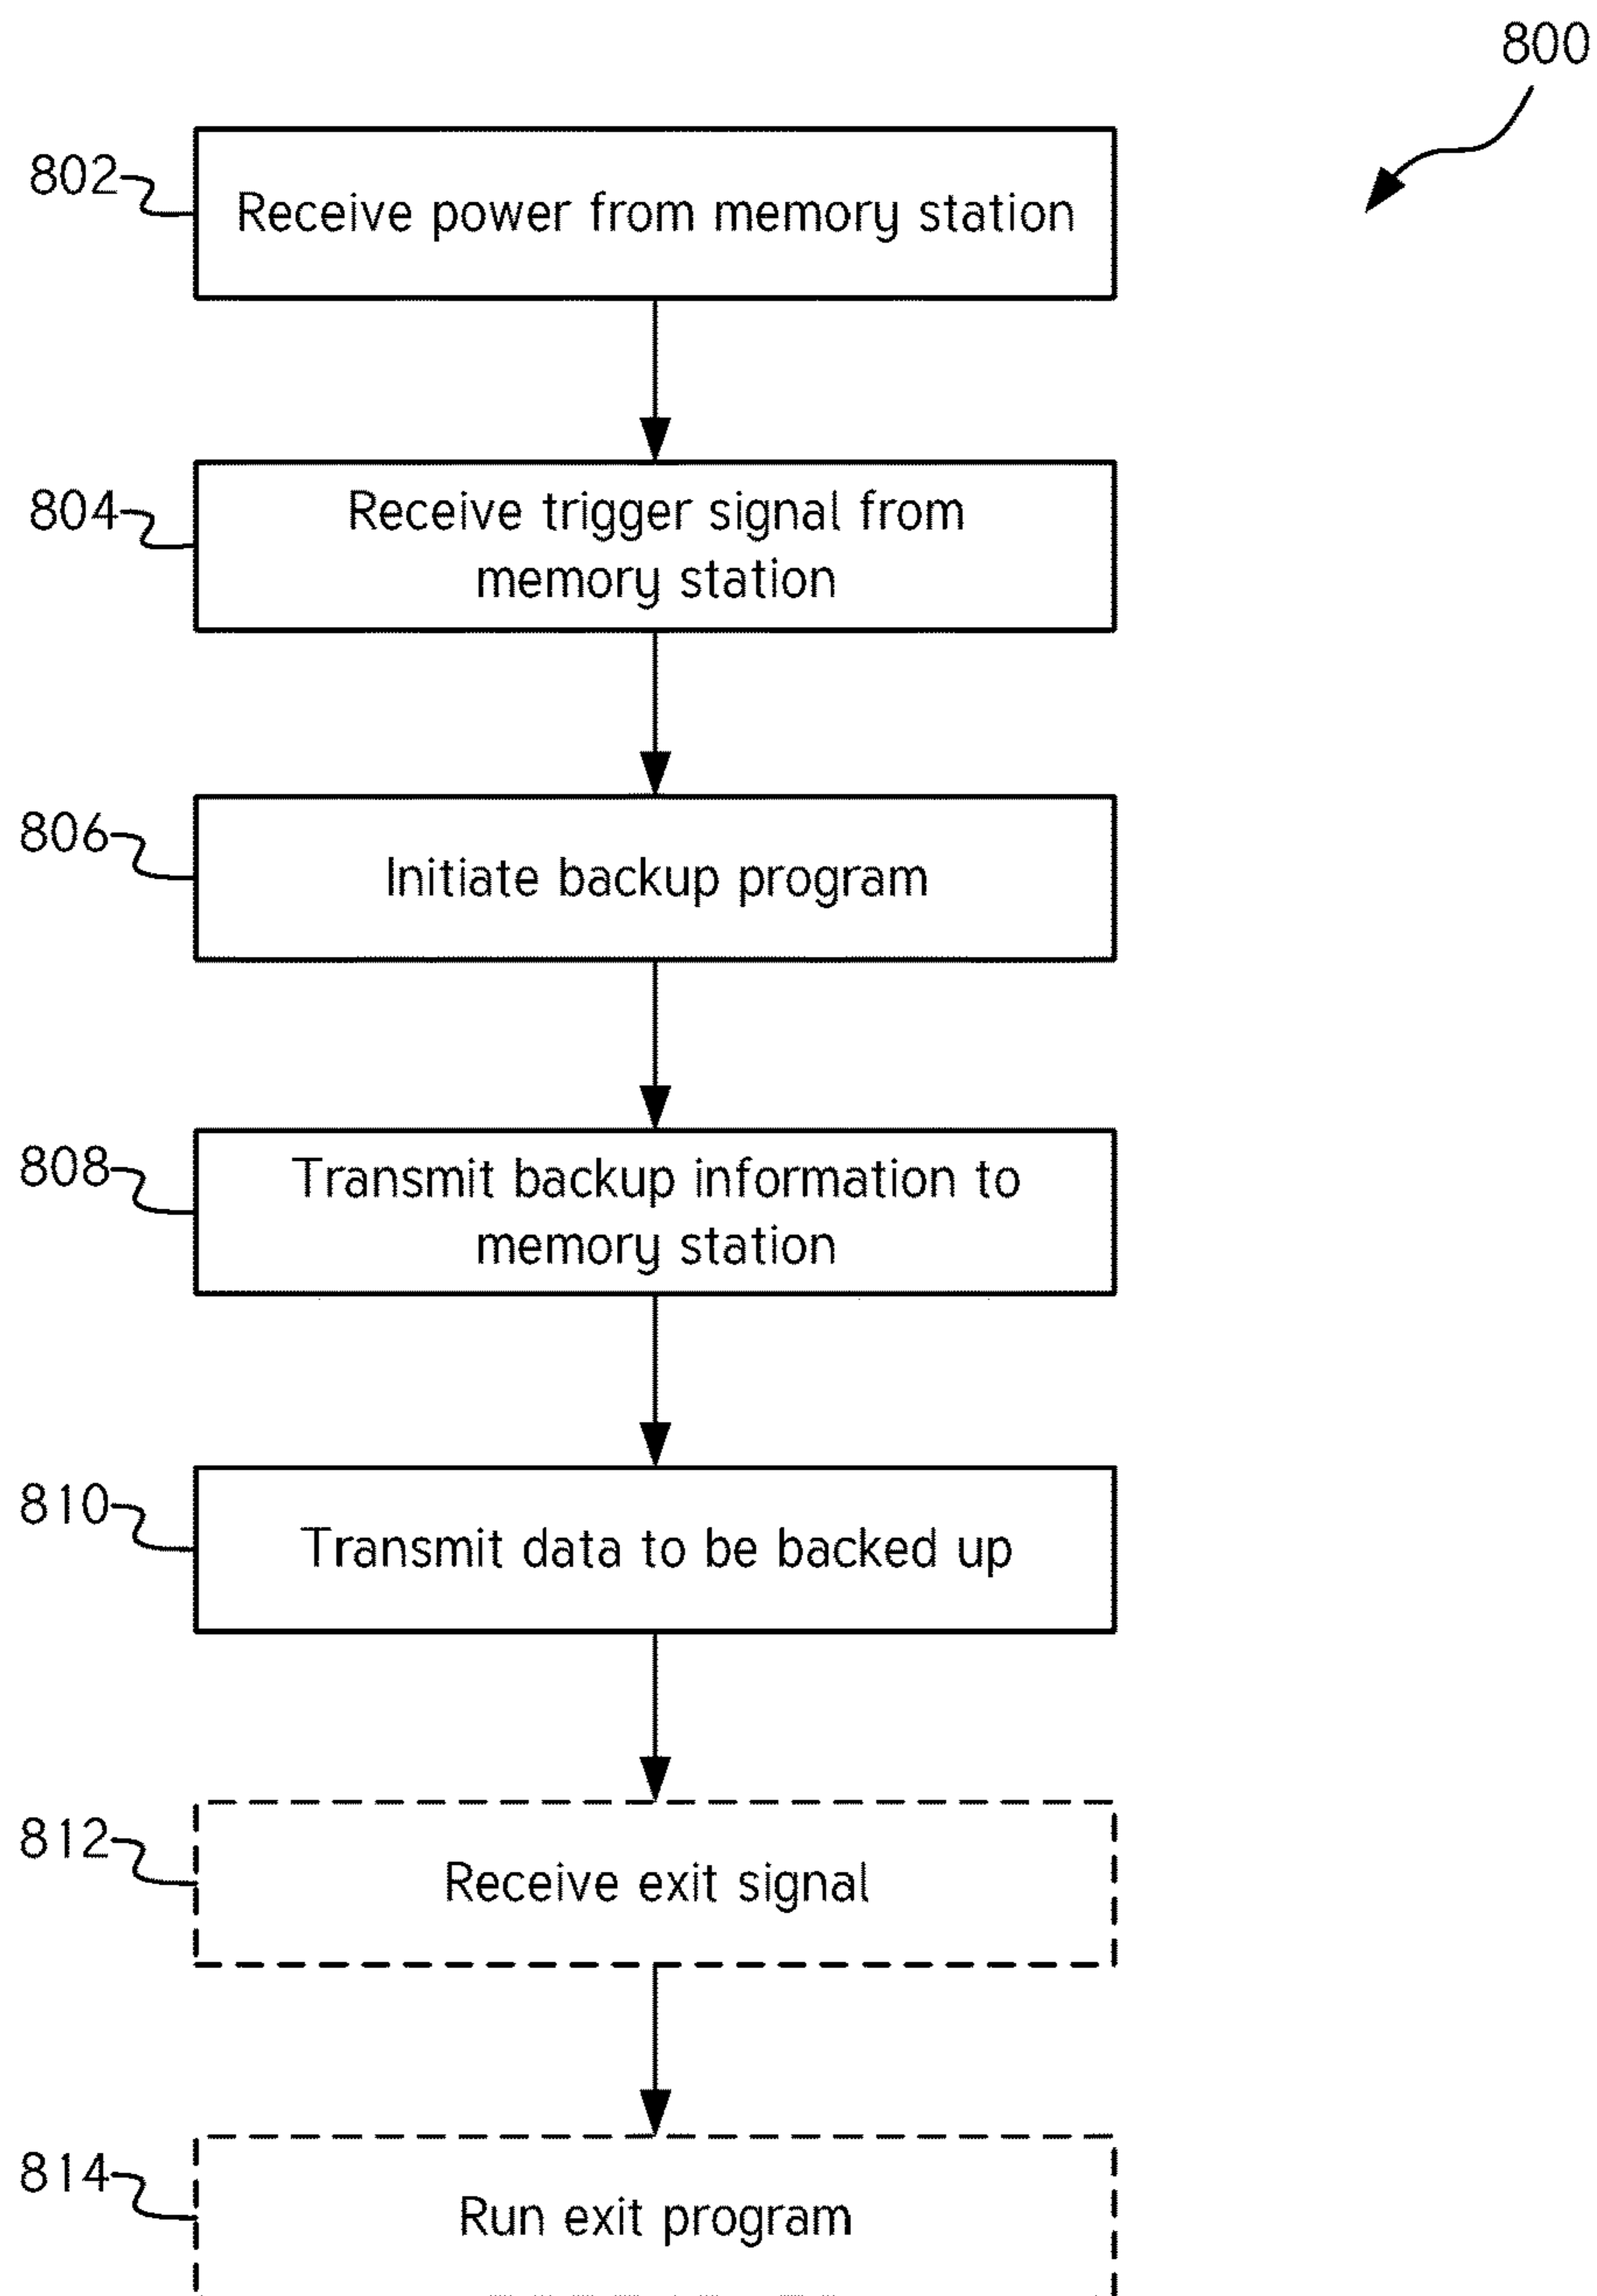 800
802
Receive power from memory station
804
Receive trigger signal from
memory station
806
Initiate backup program
808
Transmit backup information to
memory station
810
Transmit data to be backed up
812
Receive exit signal
814
Run exit program